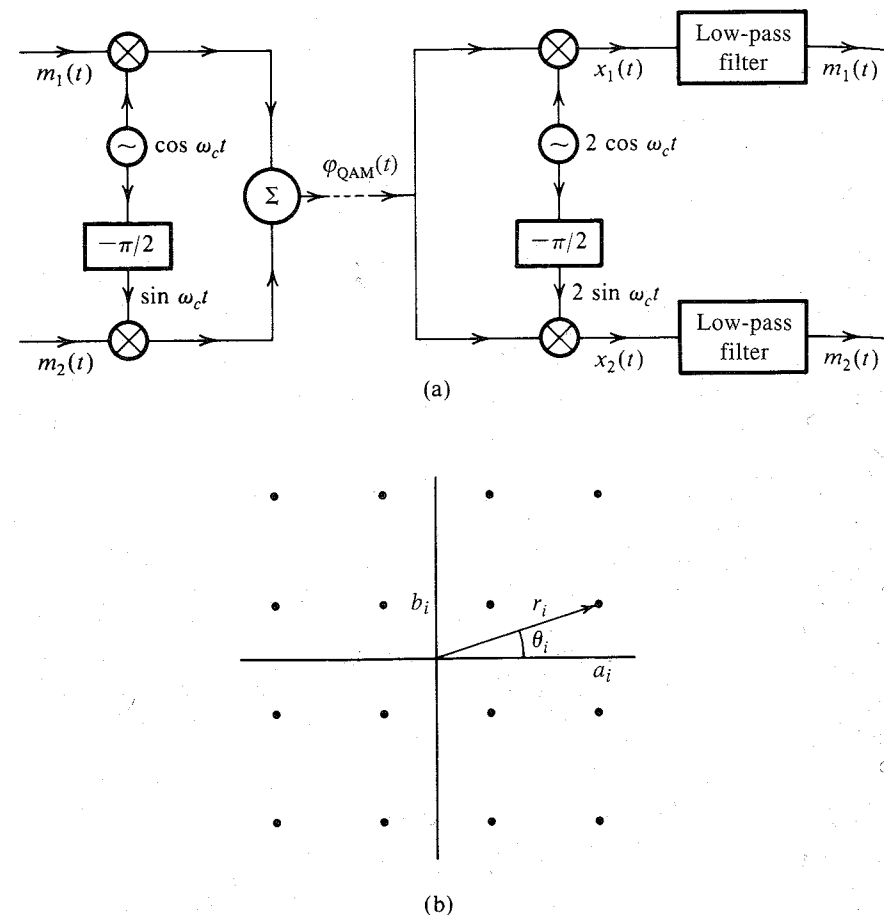 m₁(t)
cos ω_c t
−π/2
sin ω_c t
m₂(t)
Σ
φ_QAM(t)
x₁(t)
Low-pass
filter
m₁(t)
2 cos ω_c t
−π/2
2 sin ω_c t
x₂(t)
Low-pass
filter
m₂(t)
(a)
b_i
r_i
θ_i
a_i
(b)